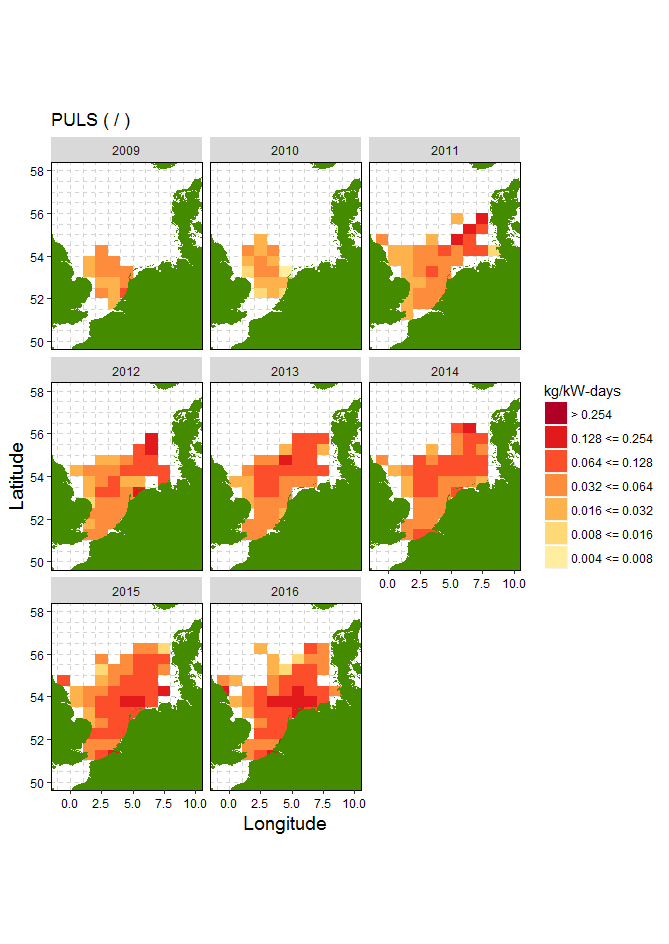 PULS ( / )
2009 2010 2011
58
56
54
52
50
2012 2013 2014
58
56
54
52
50
0.0 2.5 5.0 7.5 10.0
2015 2016
58
56
54
52
50
0.0 2.5 5.0 7.5 10.0 0.0 2.5 5.0 7.5 10.0
Longitude
Latitude
kg/kW-days
> 0.254
0.128 <= 0.254
0.064 <= 0.128
0.032 <= 0.064
0.016 <= 0.032
0.008 <= 0.016
0.004 <= 0.008